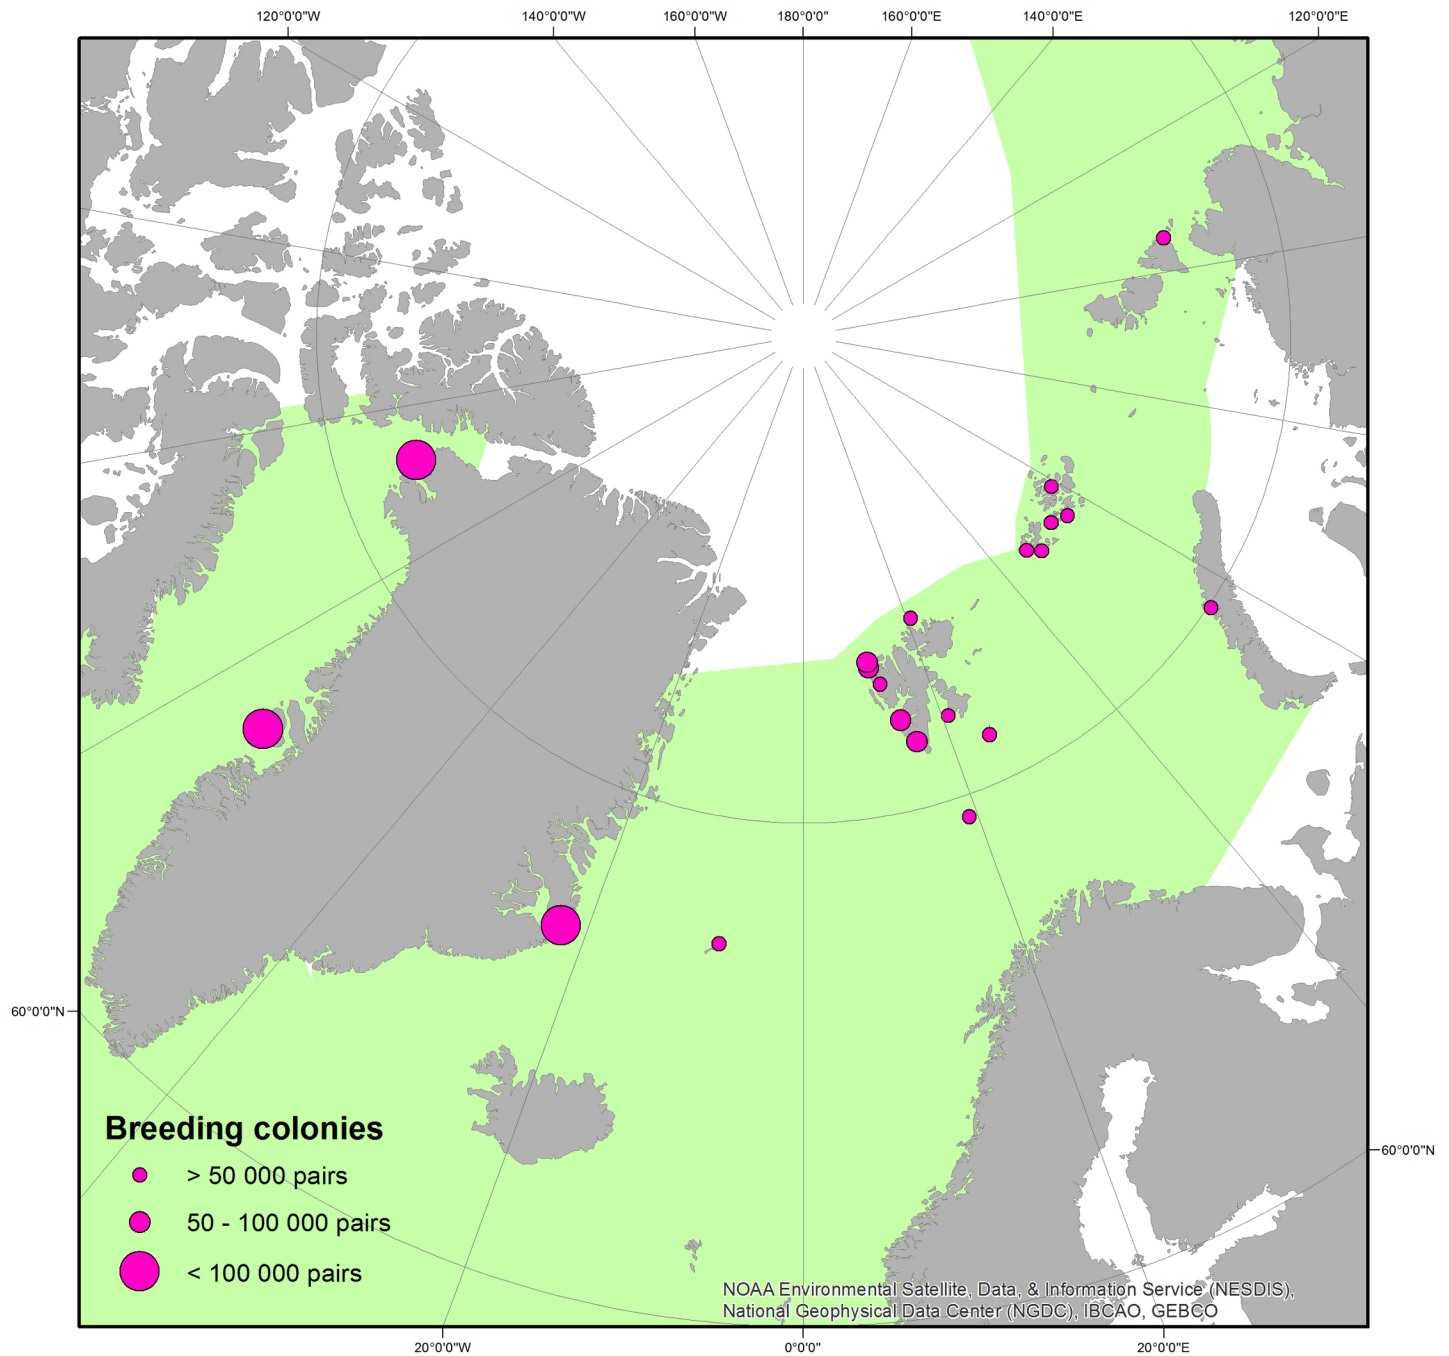 120°0'0"W
140°0'0"W
160°0'0"W
180°0'0"
160°0'0"E
140°0'0"E
120°0'0"E
60°0'0"N
60°0'0"N
Breeding colonies
> 50 000 pairs
50 - 100 000 pairs
< 100 000 pairs
NOAA Environmental Satellite, Data, & Information Service (NESDIS),
National Geophysical Data Center (NGDC), IBCAO, GEBCO
20°0'0"W
0°0'0"
20°0'0"E